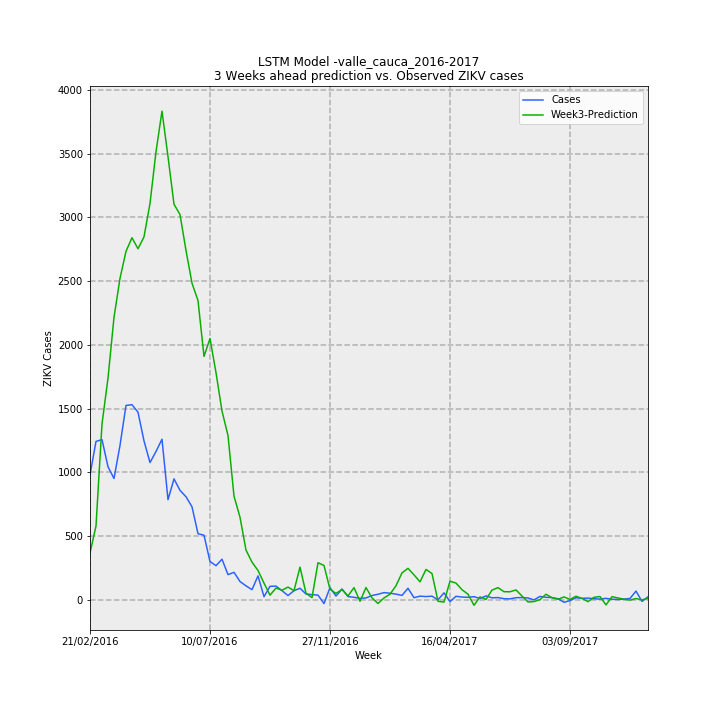 LSTM Model -valle_cauca_2016-2017
3 Weeks ahead prediction vs. Observed ZIKV cases
Cases
Week3-Prediction
4000
3500
3000
2500
2000
1500
1000
500
0
ZIKV Cases
21/02/2016 10/07/2016 27/11/2016 16/04/2017 03/09/2017
Week